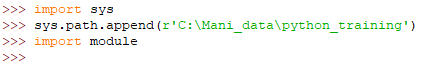 >>> import sys
>>> sys.path.append(r'C:\Mani_data\python_training')
>>> import module
>>>